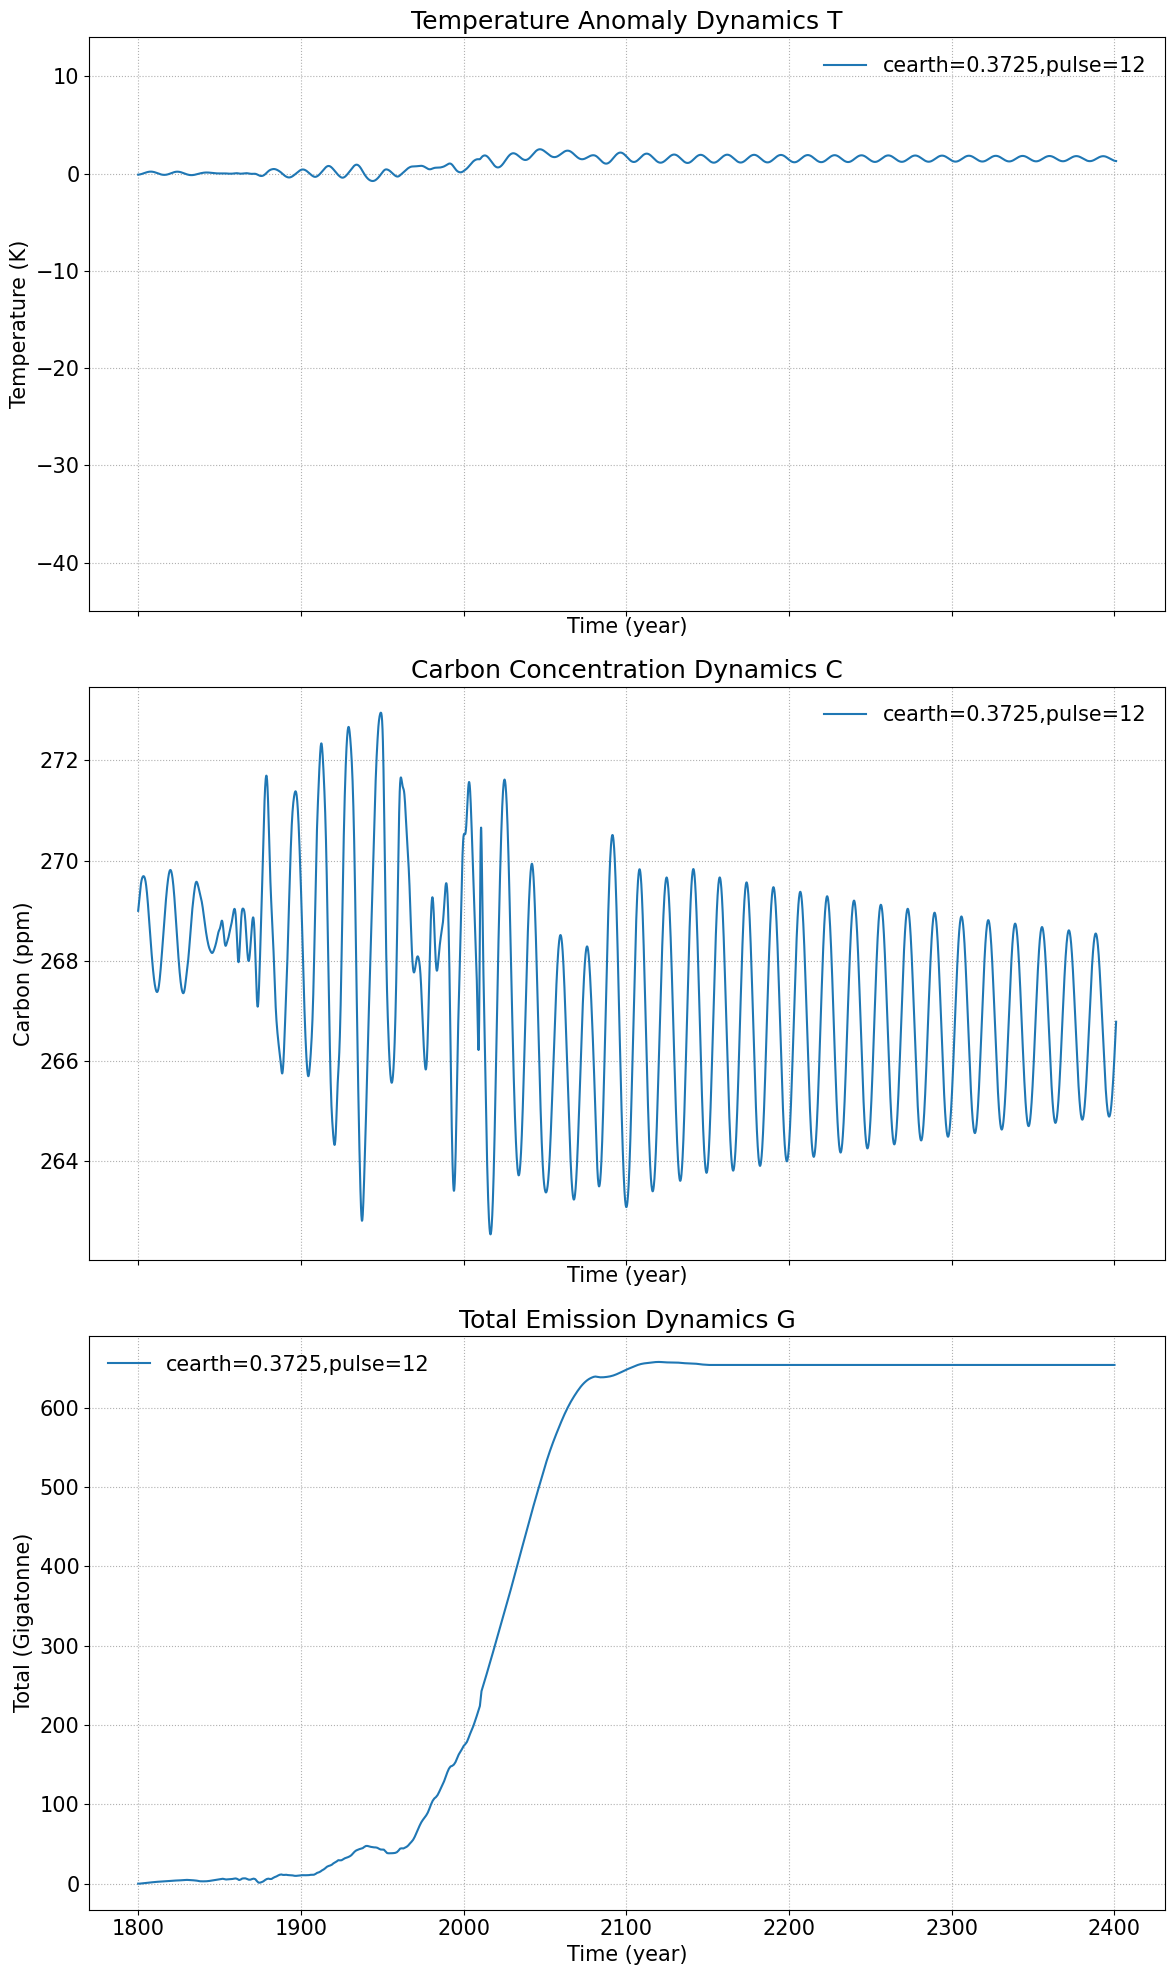 Temperature Anomaly Dynamics T
cearth=0.3725,pulse=12
10
0
−10
−20
−30
−40
Temperature (K)
Time (year)
Carbon Concentration Dynamics C
cearth=0.3725,pulse=12
272
270
268
266
264
Carbon (ppm)
Time (year)
Total Emission Dynamics G
cearth=0.3725,pulse=12
600
500
400
300
200
100
0
Total (Gigatonne)
1800 1900 2000 2100 2200 2300 2400
Time (year)